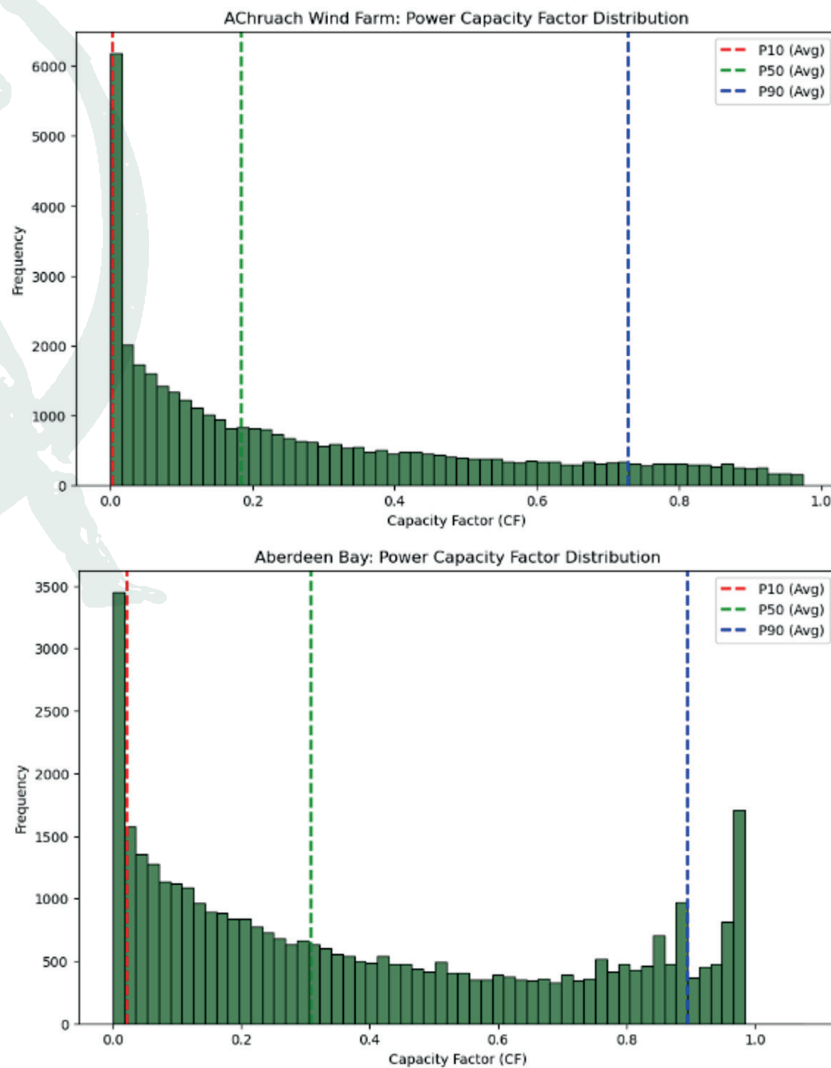 AChruach Wind Farm: Power Capacity Factor Distribution
P10 (Avg)
P50 (Avg)
P90 (Avg)
Frequency
6000
5000
4000
3000
2000
1000
0
0.0 0.2 0.4 0.6 0.8 1.0
Capacity Factor (CF)
Aberdeen Bay: Power Capacity Factor Distribution
P10 (Avg)
P50 (Avg)
P90 (Avg)
Frequency
3500
3000
2500
2000
1500
1000
500
0
0.0 0.2 0.4 0.6 0.8 1.0
Capacity Factor (CF)